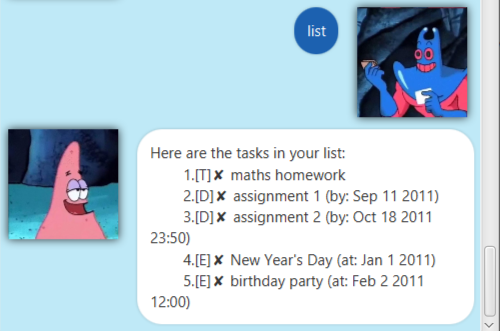 list
Here are the tasks in your list:
1.[T]✘ maths homework
2.[D]✘ assignment 1 (by: Sep 11 2011)
3.[D]✘ assignment 2 (by: Oct 18 2011
23:50)
4.[E]✘ New Year's Day (at: Jan 1 2011)
5.[E]✘ birthday party (at: Feb 2 2011
12:00)